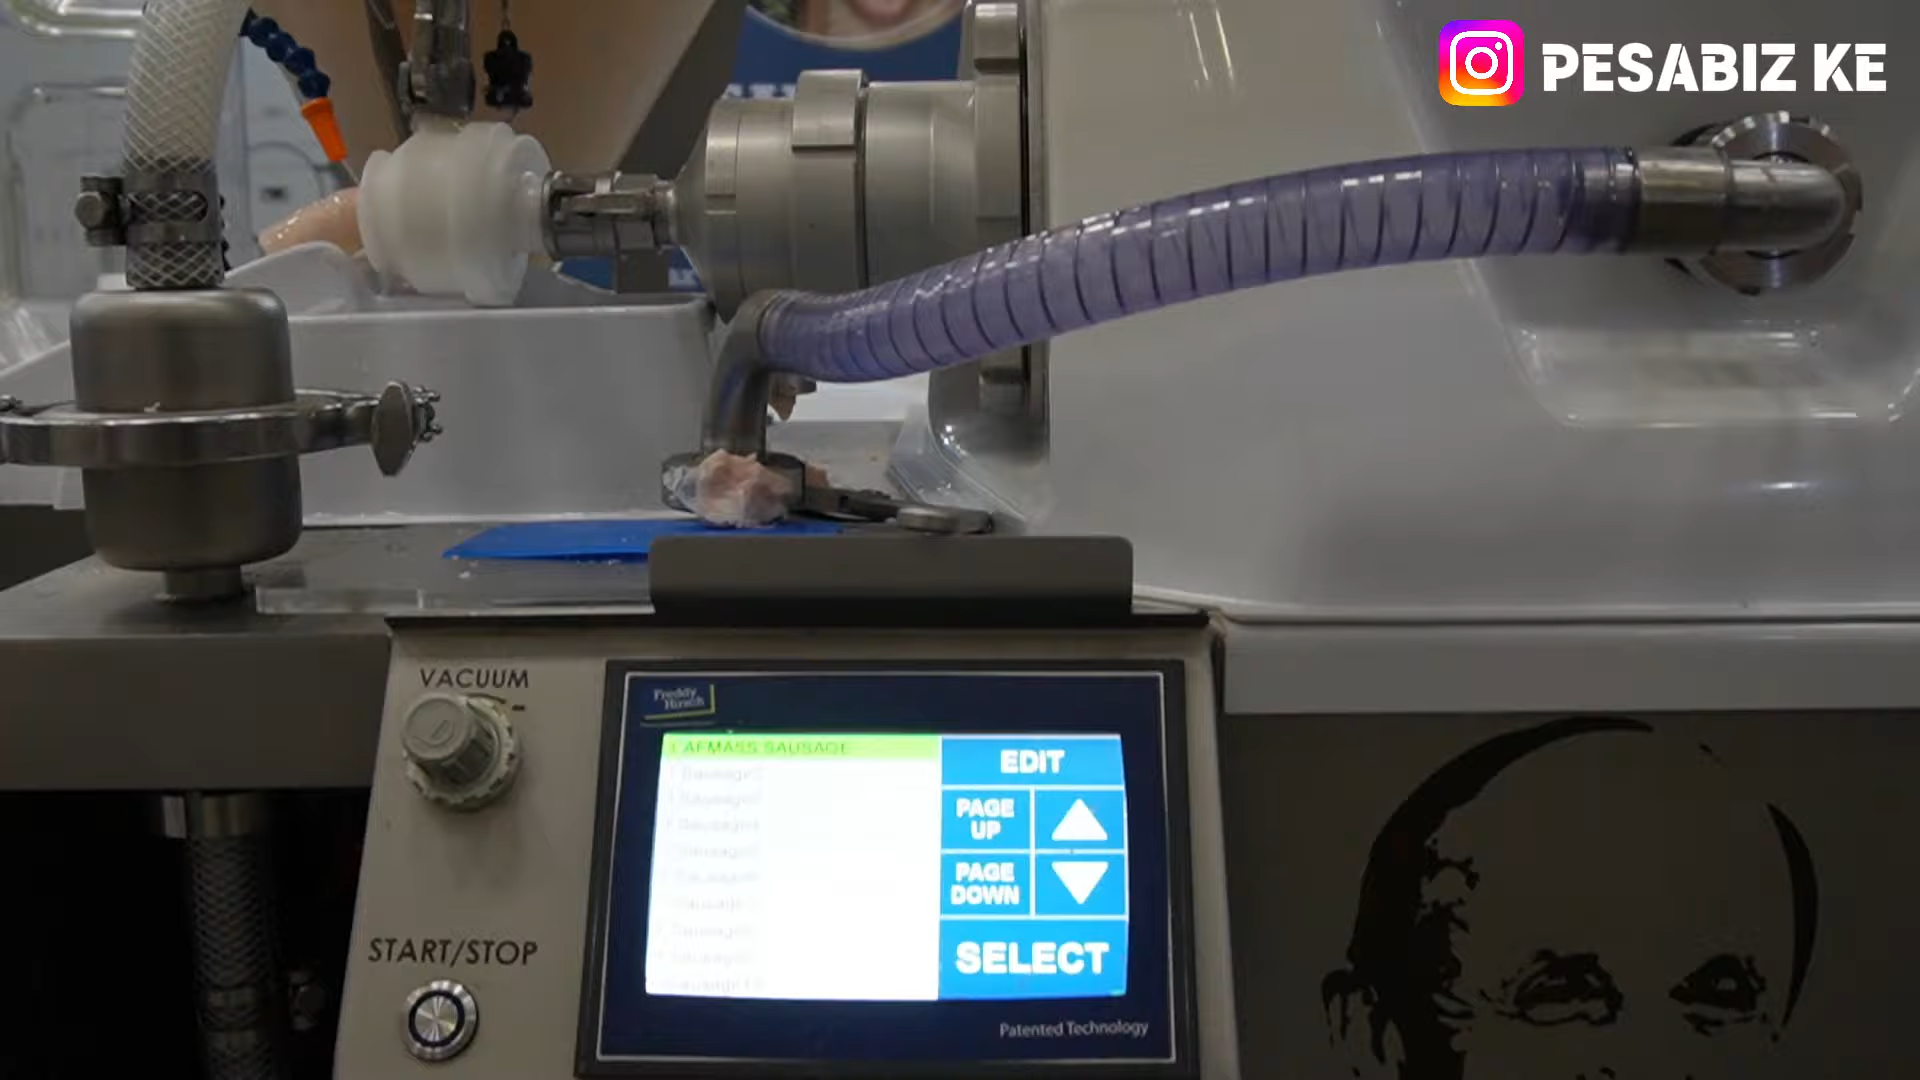 PESABIZ KE
VACUUM
Freddy
Hirsch
1 AFMASS SAUSAGE
EDIT
PAGE
UP
PAGE
DOWN
SELECT
START/STOP
Patented Technology